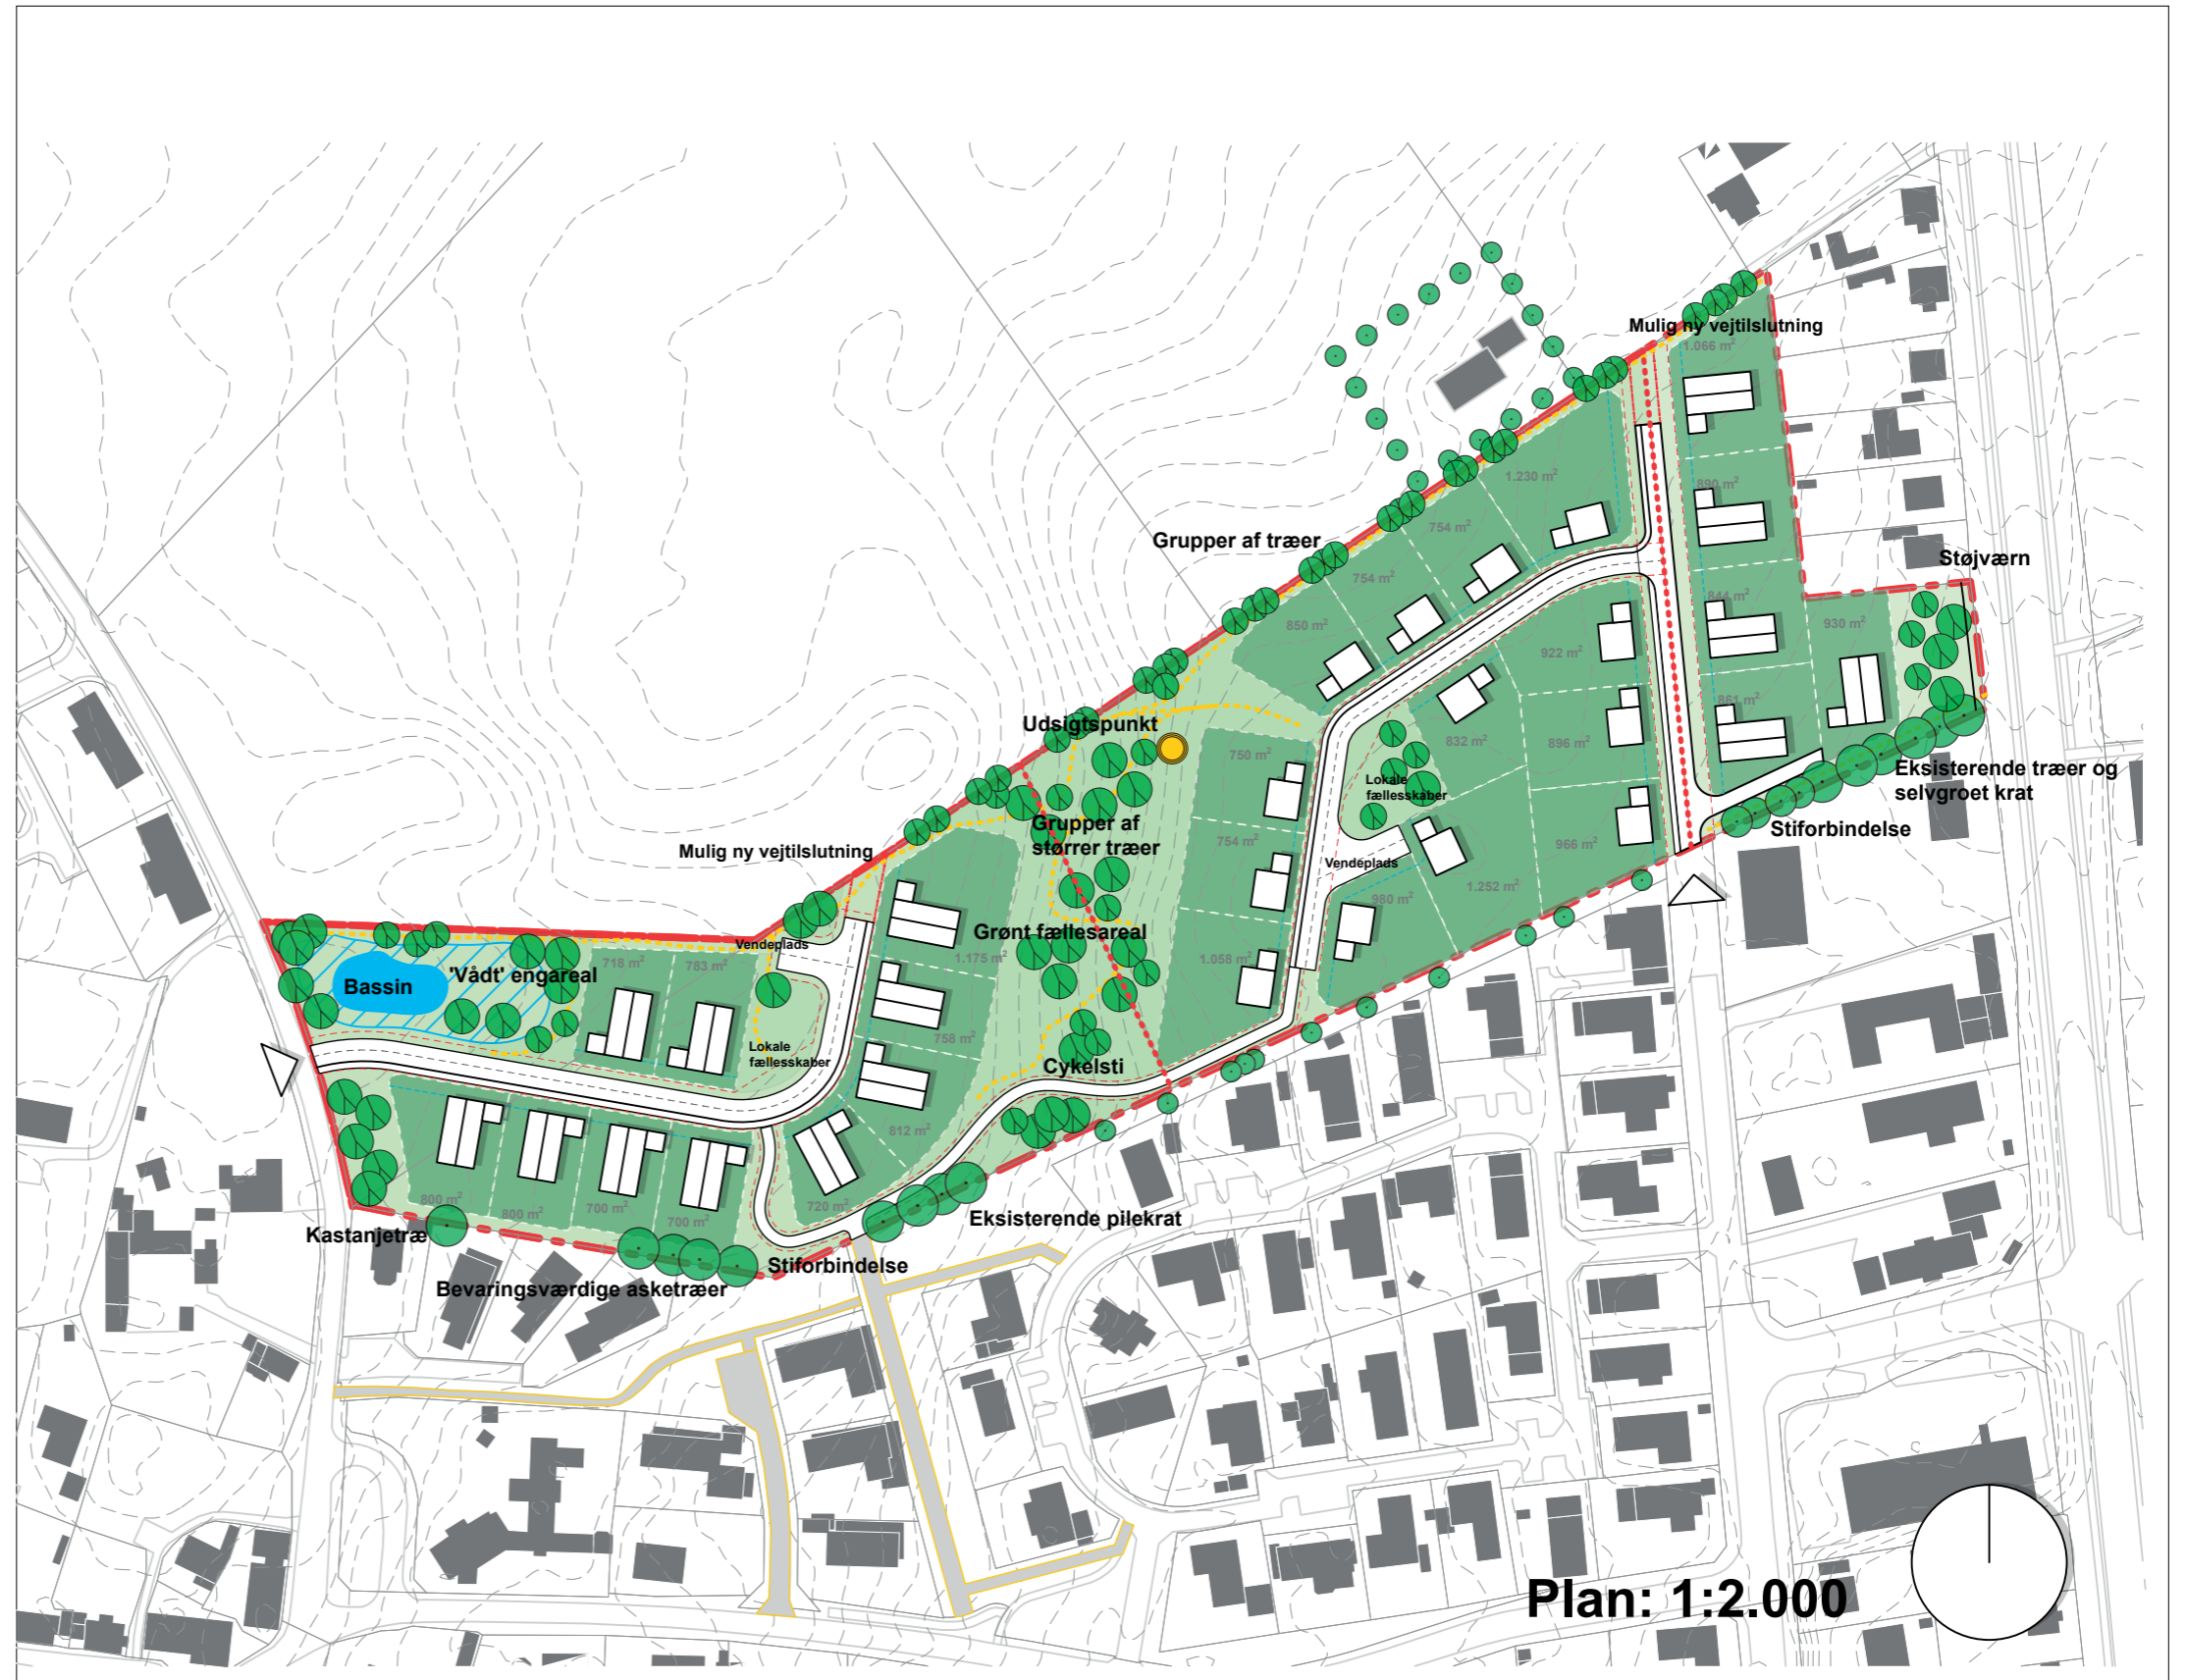 Mulig ny vejtilslutning
1.066 m²
1.230 m²
890 m²
754 m²
Grupper af træer
754 m²
Støjværn
844 m²
850 m²
930 m²
922 m²
861 m²
Udsigtspunkt
750 m²
832 m²
896 m²
Lokale
fællesskaber
Eksisterende træer og
selvgroet krat
Grupper af
størrer træer
Stiforbindelse
754 m²
966 m²
Mulig ny vejtilslutning
Vendeplads
1.252 m²
980 m²
Grønt fællesareal
Vendeplads
1.175 m²
1.058 m²
718 m²
783 m²
'Vådt' engareal
Bassin
758 m²
Lokale
fællesskaber
Cykelsti
812 m²
800 m²
800 m²
700 m²
700 m²
720 m²
Eksisterende pilekrat
Kastanjetræ
Stiforbindelse
Bevaringsværdige asketræer
Plan: 1:2.000